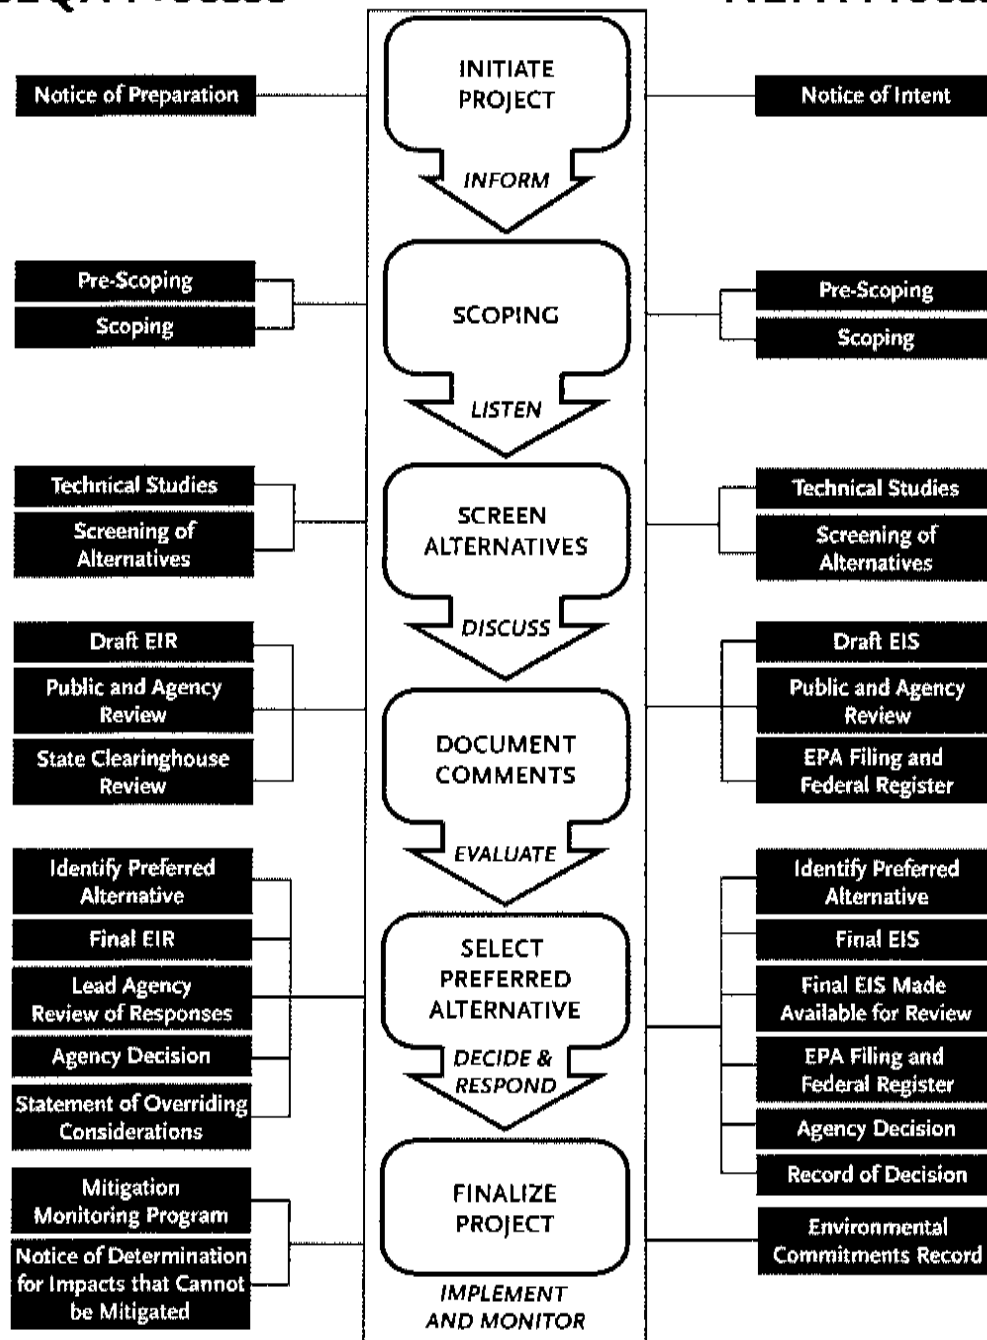 Notice of Preparation
INITIATE
PROJECT
Notice of Intent
INFORM
Pre-Scoping
Scoping
SCOPING
Pre-Scoping
Scoping
LISTEN
Technical Studies
Screening of
Alternatives
SCREEN
ALTERNATIVES
Technical Studies
Screening of
Alternatives
DISCUSS
Draft EIR
Public and Agency
Review
State Clearinghouse
Review
DOCUMENT
COMMENTS
Draft EIS
Public and Agency
Review
EPA Filing and
Federal Register
EVALUATE
Identify Preferred
Alternative
Final EIR
Lead Agency
Review of Responses
Agency Decision
Statement of Overriding
Considerations
SELECT
PREFERRED
ALTERNATIVE
DECIDE &
RESPOND
Identify Preferred
Alternative
Final EIS
Final EIS Made
Available for Review
EPA Filing and
Federal Register
Agency Decision
Record of Decision
Mitigation
Monitoring Program
Notice of Determination
for Impacts that Cannot
be Mitigated
FINALIZE
PROJECT
Environmental
Commitments Record
IMPLEMENT
AND MONITOR